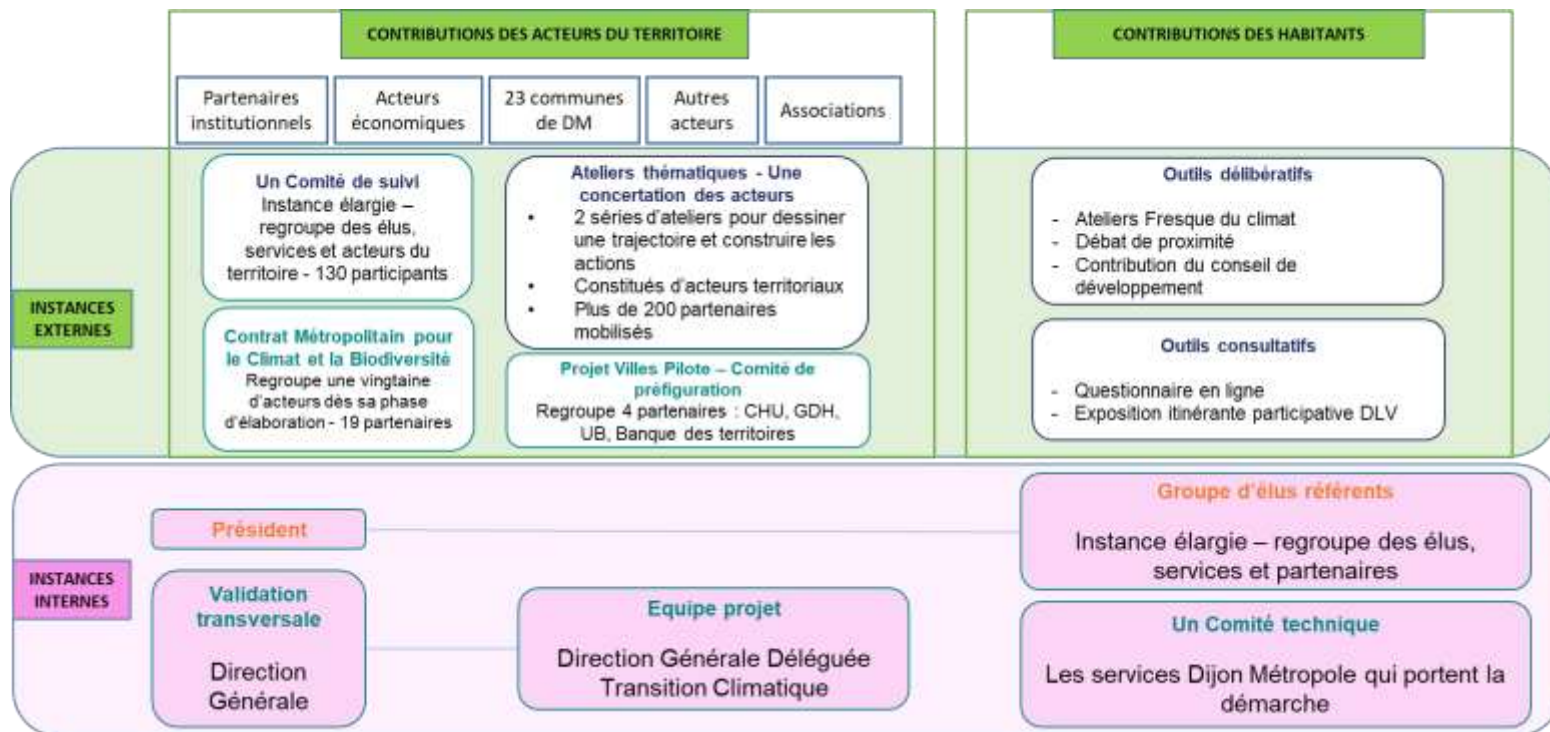 CONTRIBUTIONS DES ACTEURS DU TERRITOIRE
CONTRIBUTIONS DES HABITANTS
Partenaires
institutionnels
Acteurs
économiques
23 communes
de DM
Autres
acteurs
Associations
INSTANCES
EXTERNES
Un Comité de suivi
Instance élargie –
regroupe des élus,
services et acteurs du
territoire - 130 participants
Contrat Métropolitain pour
le Climat et la Biodiversité
Regroupe une vingtaine
d'acteurs dès sa phase
d'élaboration - 19 partenaires
Ateliers thématiques - Une
concertation des acteurs
• 2 séries d'ateliers pour dessiner
une trajectoire et construire les
actions
• Constitués d'acteurs territoriaux
• Plus de 200 partenaires
mobilisés
Projet Villes Pilote – Comité de
préfiguration
Regroupe 4 partenaires : CHU, GDH,
UB, Banque des territoires
Outils délibératifs
- Ateliers Fresque du climat
- Débat de proximité
- Contribution du conseil de
développement
Outils consultatifs
- Questionnaire en ligne
- Exposition itinérante participative DLV
INSTANCES
INTERNES
Président
Validation
transversale
Direction
Générale
Equipe projet
Direction Générale Déléguée
Transition Climatique
Groupe d'élus référents
Instance élargie – regroupe des élus,
services et partenaires
Un Comité technique
Les services Dijon Métropole qui portent la
démarche